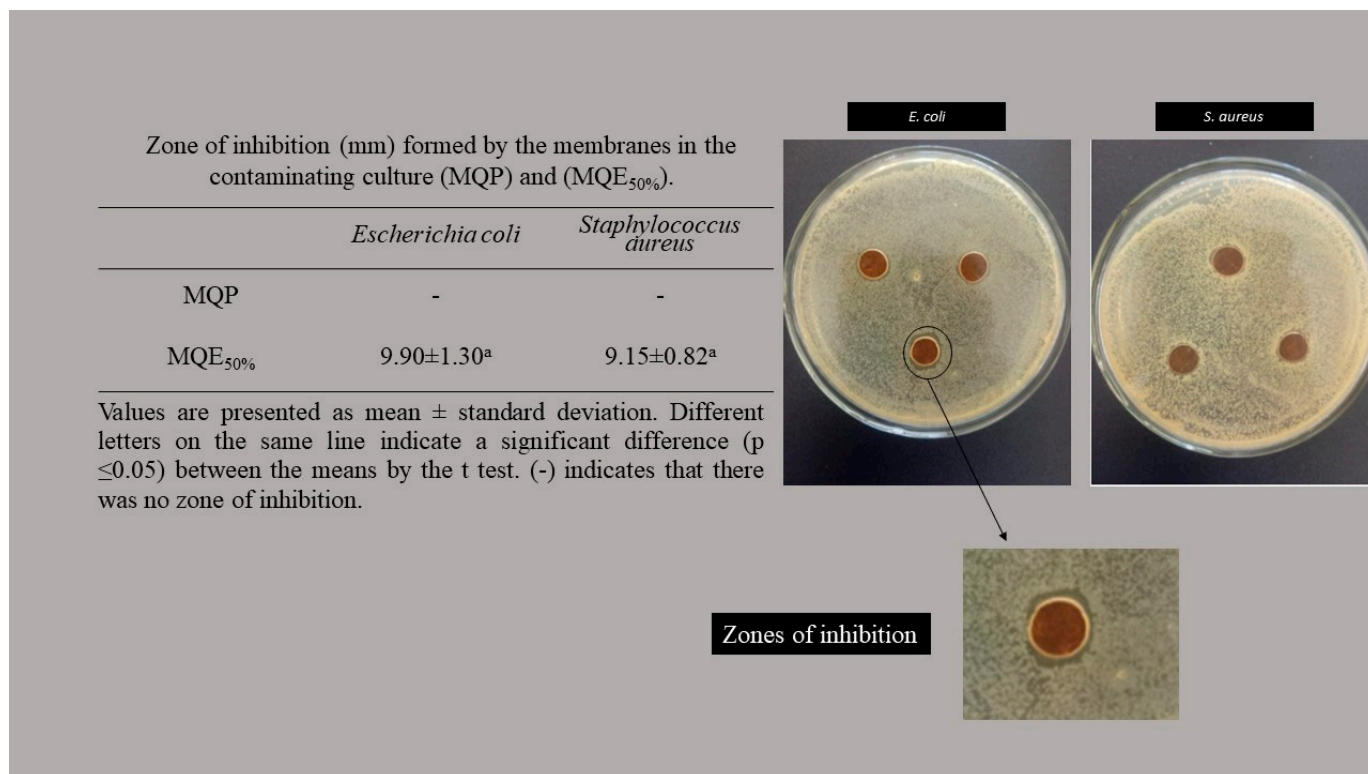 Zone of inhibition (mm) formed by the membranes in the
contaminating culture (MQP) and (MQE50%).
Escherichia coli Staphylococcus
aureus
MQP - -
MQE50% 9.90±1.30ª 9.15±0.82ª
Values are presented as mean ± standard deviation. Different
letters on the same line indicate a significant difference (p
≤0.05) between the means by the t test. (-) indicates that there
was no zone of inhibition.
E. coli
S. aureus
Zones of inhibition